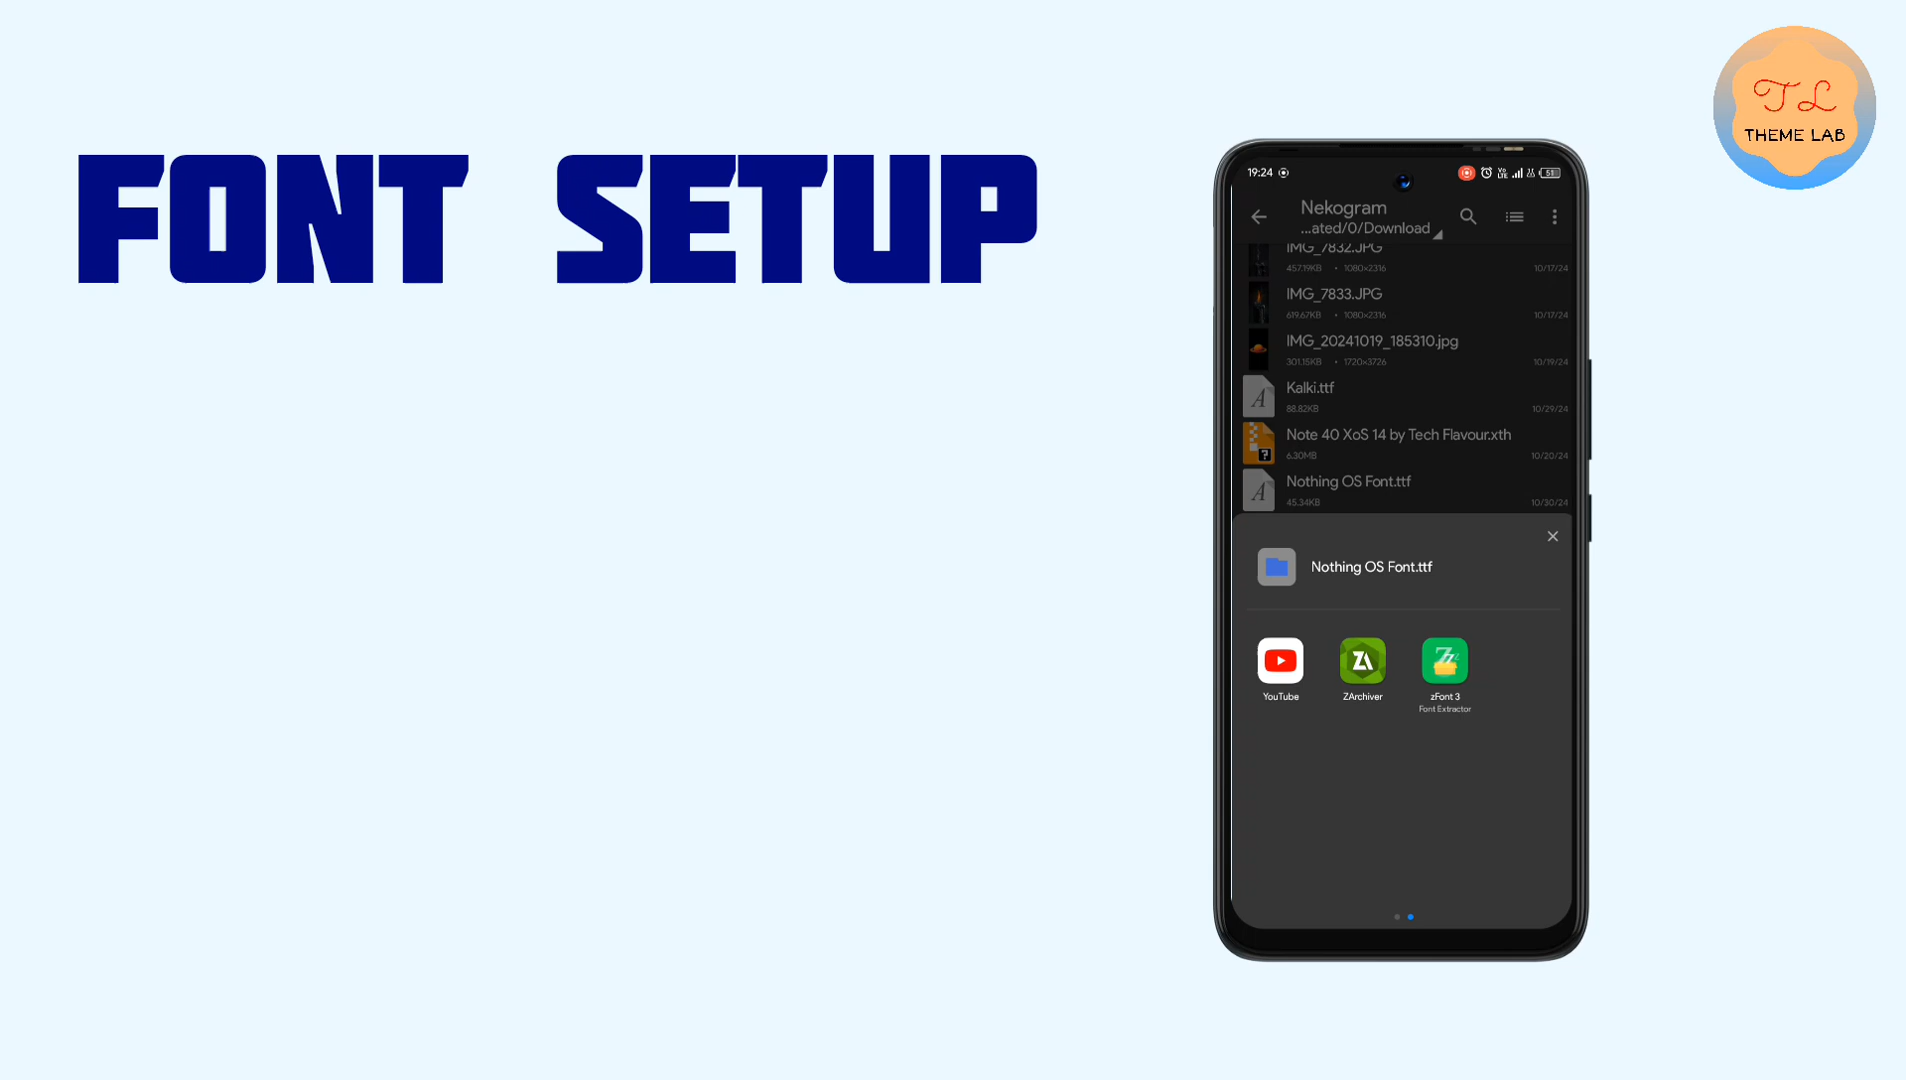 FONT SETUP
TL
THEME LAB
19:24
Vo LTE
51
Nekogram
...ated/0/Download
IMG_7832.JPG
457.19KB • 1080×2316 10/17/24
IMG_7833.JPG
619.67KB • 1080×2316 10/17/24
IMG_20241019_185310.jpg
301.15KB • 1720×3726 10/19/24
A
Kalki.ttf
88.82KB 10/29/24
Note 40 XoS 14 by Tech Flavour.xth
?
6.30MB 10/20/24
A
Nothing OS Font.ttf
45.34KB 10/30/24
Nothing OS Font.ttf
ZA
YouTube
ZArchiver
zFont 3
Font Extractor